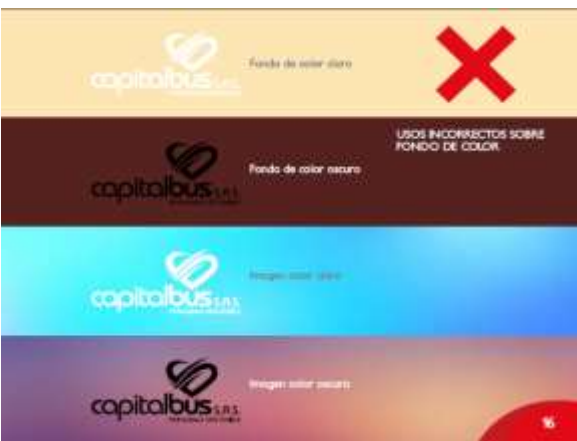 capitalbus S.A.S.
Fondo de color claro
USOS INCORRECTOS SOBRE
FONDO DE COLOR
capitalbus S.A.S.
Fondo de color oscuro
capitalbus S.A.S.
Imagen color claro
capitalbus S.A.S.
Imagen color oscuro
16